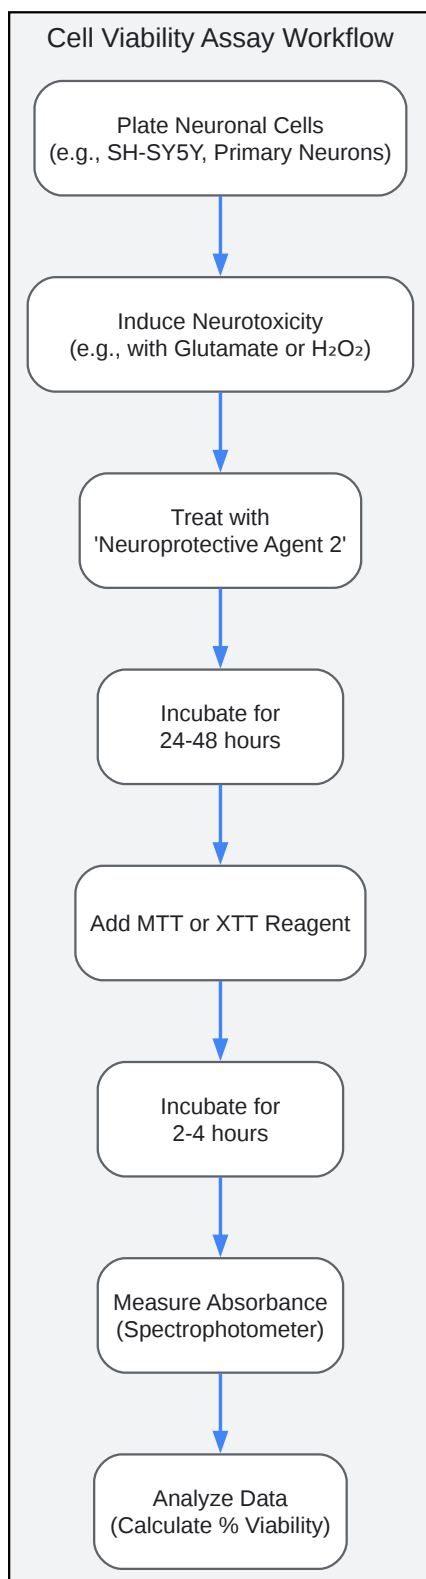 Cell Viability Assay Workflow
Plate Neuronal Cells
(e.g., SH-SY5Y, Primary Neurons)
Induce Neurotoxicity
(e.g., with Glutamate or H₂O₂)
Treat with
'Neuroprotective Agent 2'
Incubate for
24-48 hours
Add MTT or XTT Reagent
Incubate for
2-4 hours
Measure Absorbance
(Spectrophotometer)
Analyze Data
(Calculate % Viability)